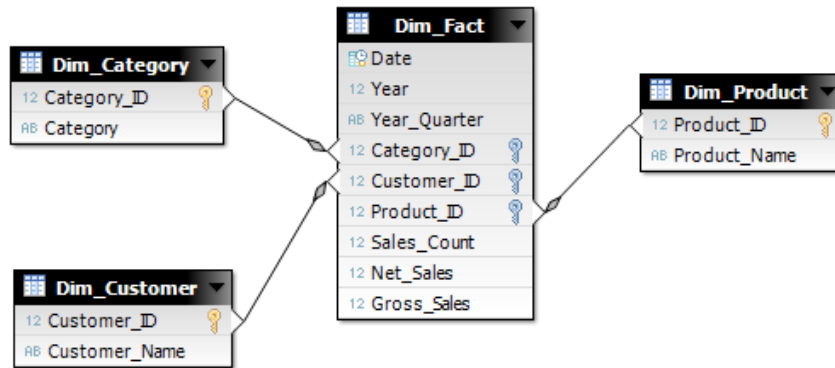 Dim_Category
12 Category_ID
AB Category
Dim_Customer
12 Customer_ID
AB Customer_Name
Dim_Fact
Date
12 Year
AB Year_Quarter
12 Category_ID
12 Customer_ID
12 Product_ID
12 Sales_Count
12 Net_Sales
12 Gross_Sales
Dim_Product
12 Product_ID
AB Product_Name